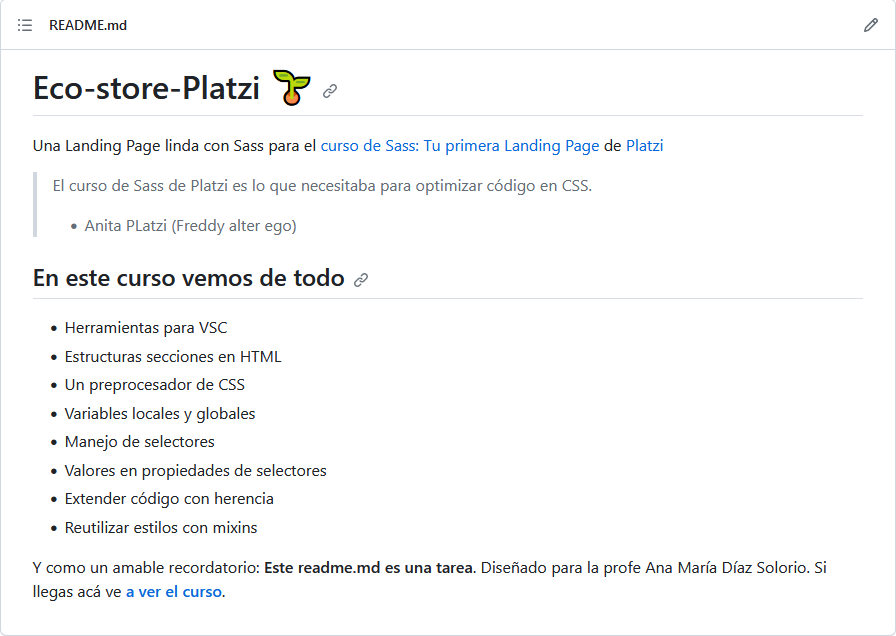 README.md
Eco-store-Platzi
Una Landing Page linda con Sass para el curso de Sass: Tu primera Landing Page de Platzi
El curso de Sass de Platzi es lo que necesitaba para optimizar código en CSS.
• Anita PLatzi (Freddy alter ego)
En este curso vemos de todo
• Herramientas para VSC
• Estructuras secciones en HTML
• Un preprocesador de CSS
• Variables locales y globales
• Manejo de selectores
• Valores en propiedades de selectores
• Extender código con herencia
• Reutilizar estilos con mixins
Y como un amable recordatorio: Este readme.md es una tarea. Diseñado para la profe Ana María Díaz Solorio. Si
llegas acá ve a ver el curso.